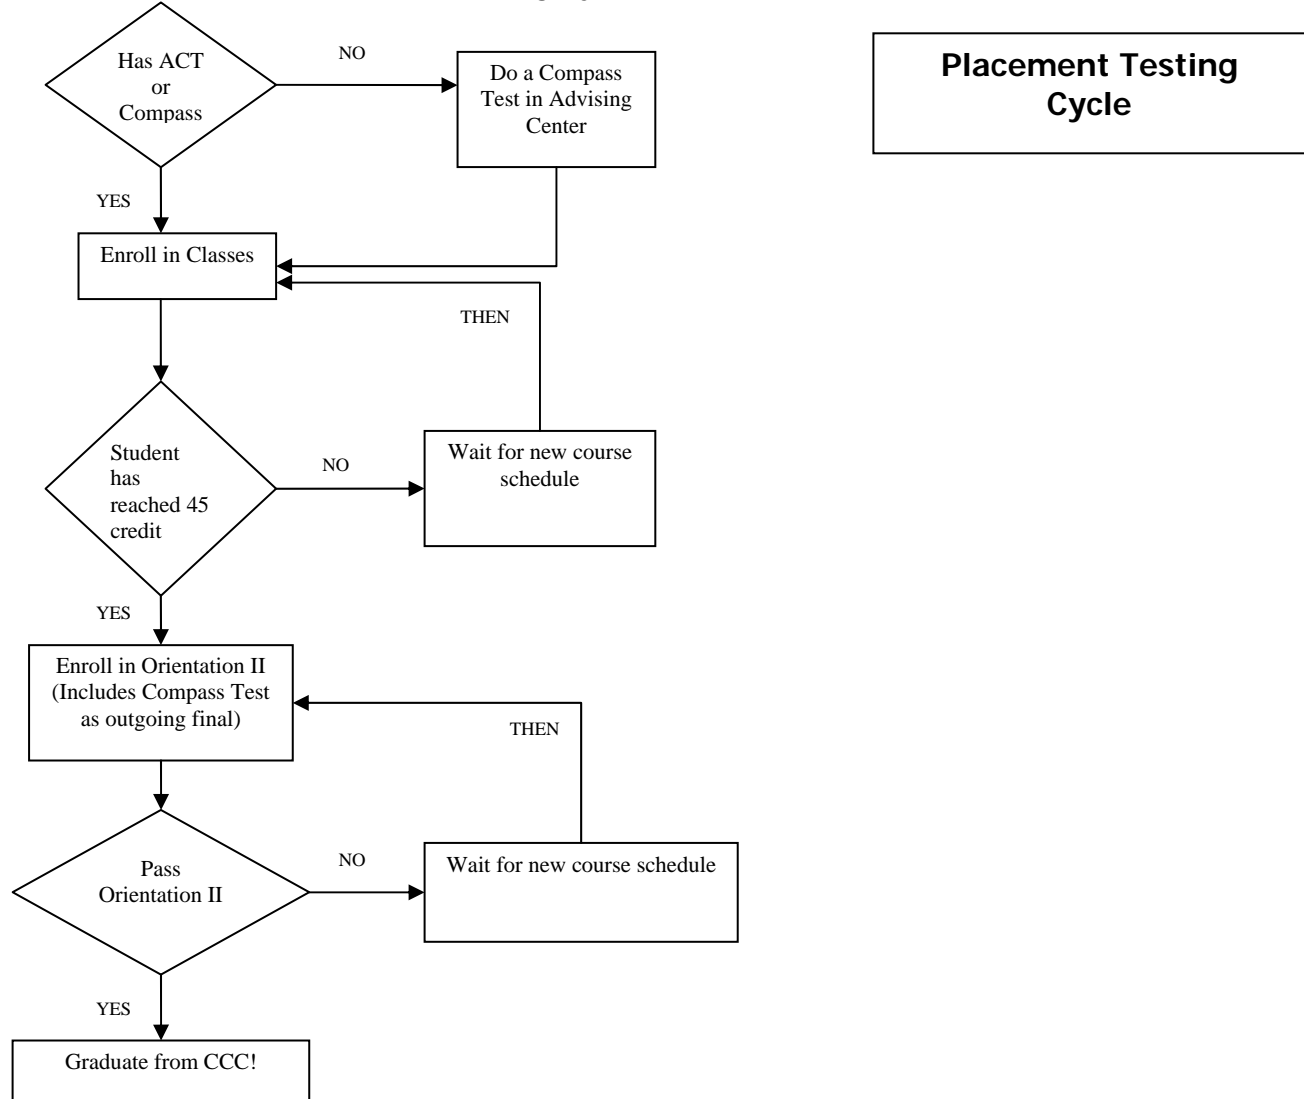 Has ACT
or
Compass
NO
Do a Compass
Test in Advising
Center
Placement Testing
Cycle
YES
Enroll in Classes
THEN
Student
has
reached 45
credit
NO
Wait for new course
schedule
YES
Enroll in Orientation II
(Includes Compass Test
as outgoing final)
THEN
Pass
Orientation II
NO
Wait for new course schedule
YES
Graduate from CCC!